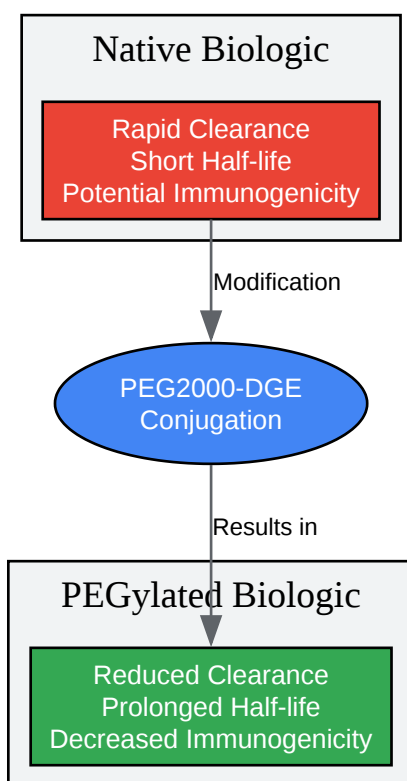 Native Biologic
Rapid Clearance
Short Half-life
Potential Immunogenicity
Modification
PEG2000-DGE
Conjugation
Results in
PEGylated Biologic
Reduced Clearance
Prolonged Half-life
Decreased Immunogenicity